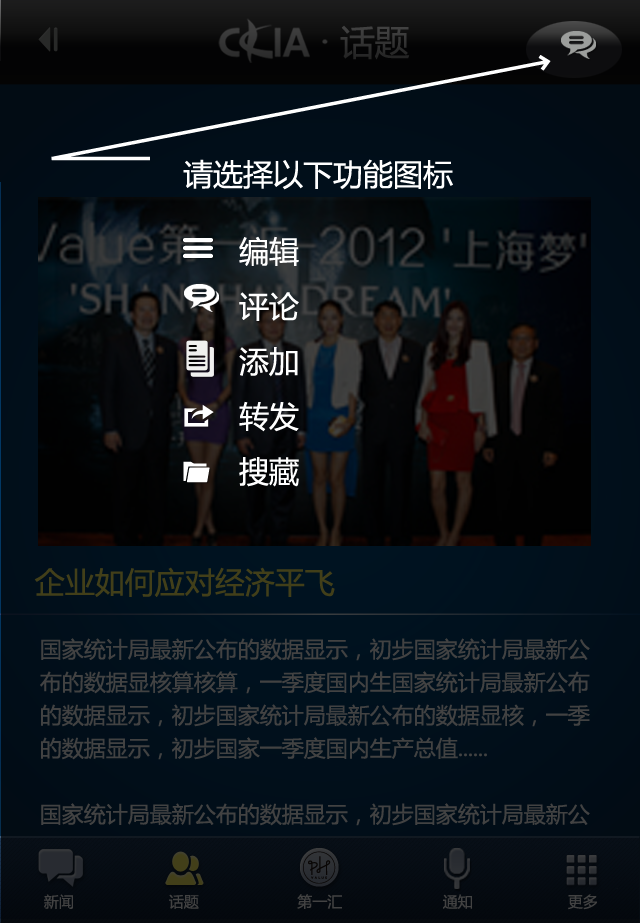 CCIA · 话题
请选择以下功能图标
Value第一 2012 '上海梦'
编辑
'SHANGHAI DREAM'
评论
添加
转发
搜藏
企业如何应对经济平飞
国家统计局最新公布的数据显示，初步国家统计局最新公
布的数据显核算核算，一季度国内生国家统计局最新公布
的数据显示，初步国家统计局最新公布的数据显核，一季
的数据显示，初步国家一季度国内生产总值......
国家统计局最新公布的数据显示，初步国家统计局最新公
新闻
话题
第一汇
通知
更多